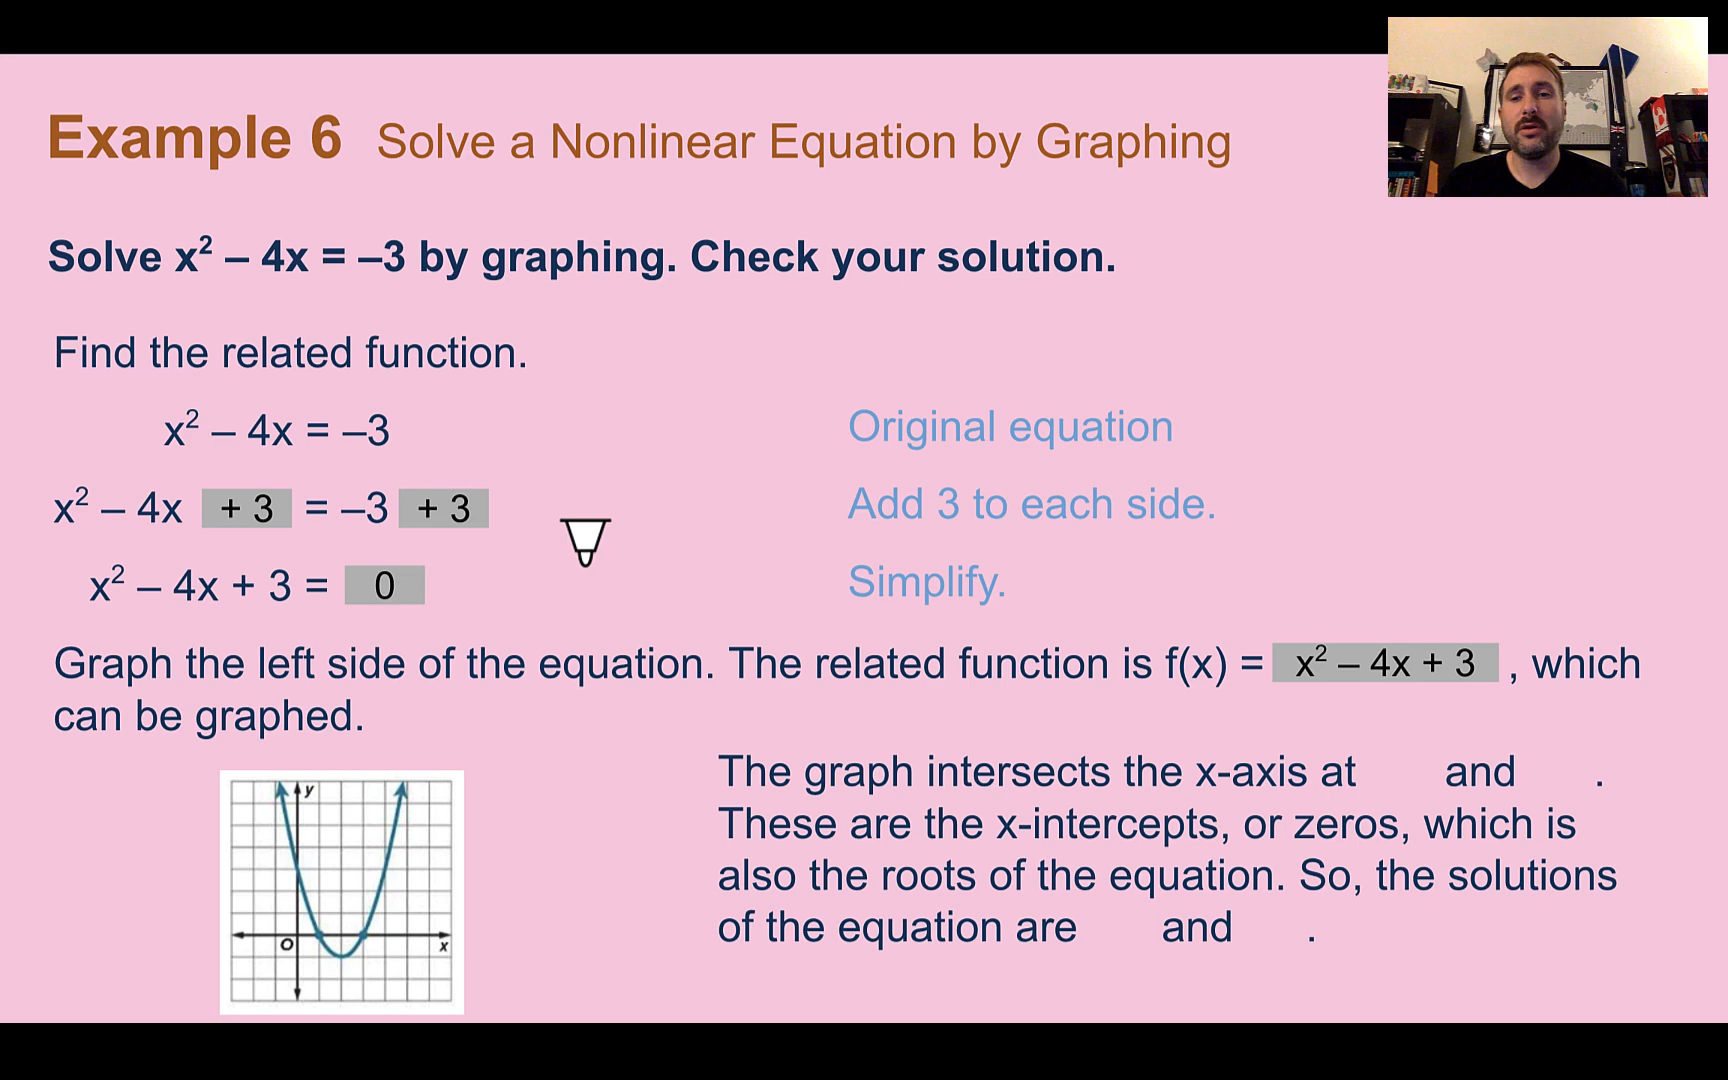 Example 6 Solve a Nonlinear Equation by Graphing
Solve x² – 4x = –3 by graphing. Check your solution.
Find the related function.
x² – 4x = –3 Original equation
x² – 4x + 3 = –3 + 3 Add 3 to each side.
x² – 4x + 3 = 0 Simplify.
Graph the left side of the equation. The related function is f(x) = x² – 4x + 3 , which
can be graphed.
The graph intersects the x-axis at and .
These are the x-intercepts, or zeros, which is
also the roots of the equation. So, the solutions
of the equation are and .
y
O
x